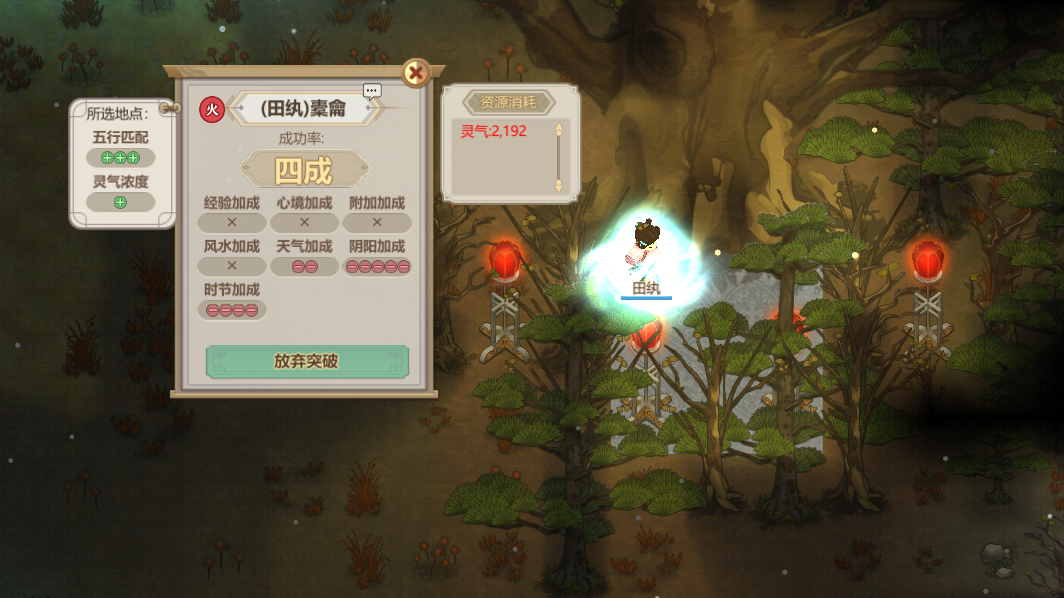 所选地点:
五行匹配
灵气浓度
火
(田纨)橐龠
成功率:
四成
经验加成
心境加成
附加加成
风水加成
天气加成
阴阳加成
时节加成
放弃突破
资源消耗
灵气:2,192
田纨